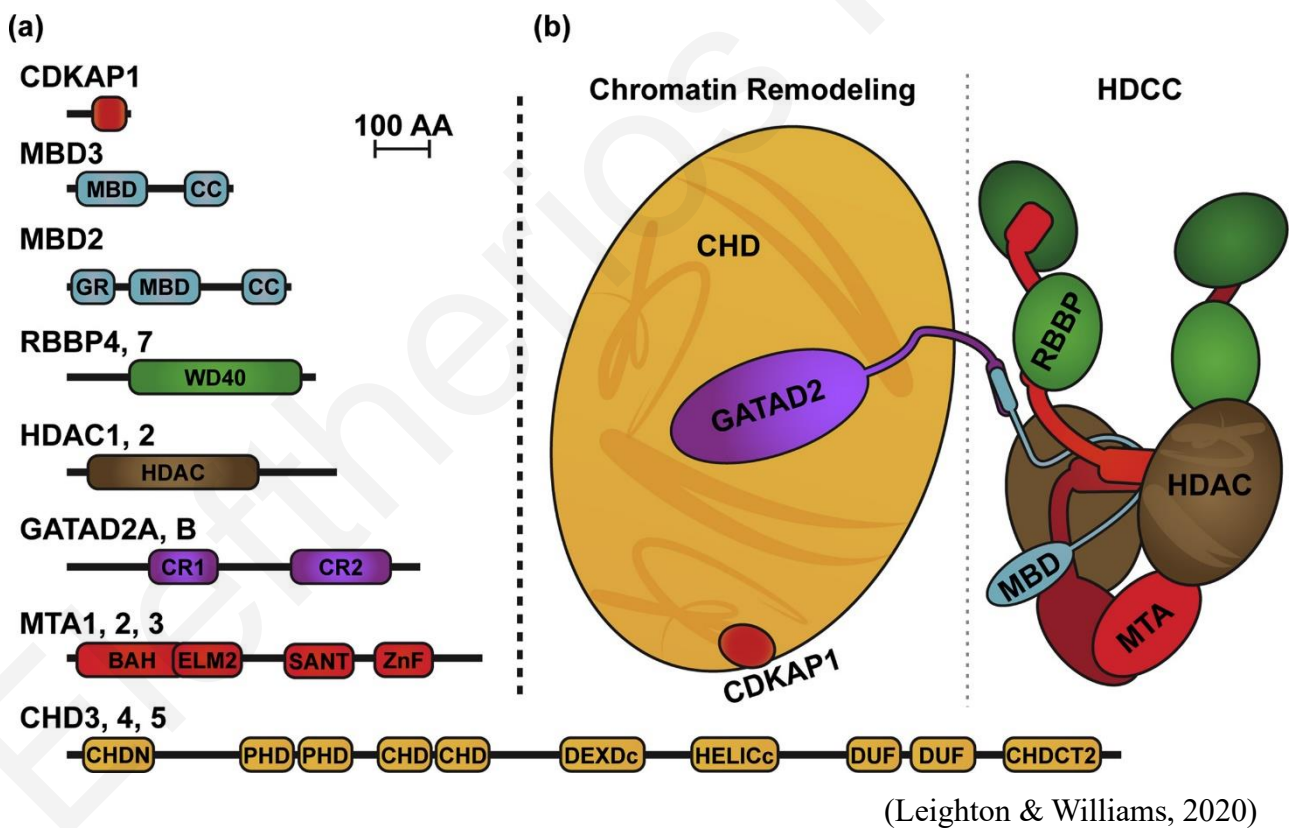 (a)
CDKAP1
100 AA
MBD3
MBD CC
MBD2
GR MBD CC
RBBP4, 7
WD40
HDAC1, 2
HDAC
GATAD2A, B
CR1 CR2
MTA1, 2, 3
BAH ELM2 SANT ZnF
CHD3, 4, 5
CHDN PHD PHD CHD CHD DEXDc HELICc DUF DUF CHDCT2
(b)
Chromatin Remodeling
HDCC
CHD
GATAD2
CDKAP1
RBBP
HDAC
MBD
MTA
(Leighton & Williams, 2020)
Eleftherios